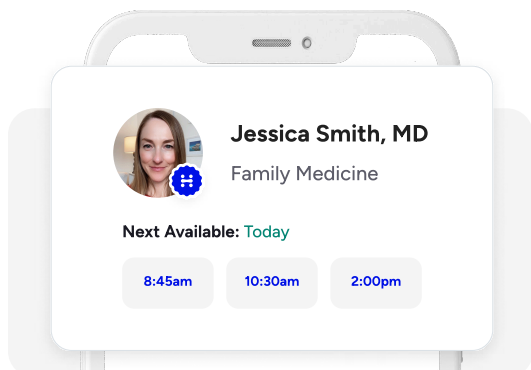 Jessica Smith, MD
Family Medicine
Next Available: Today
8:45am 10:30am 2:00pm